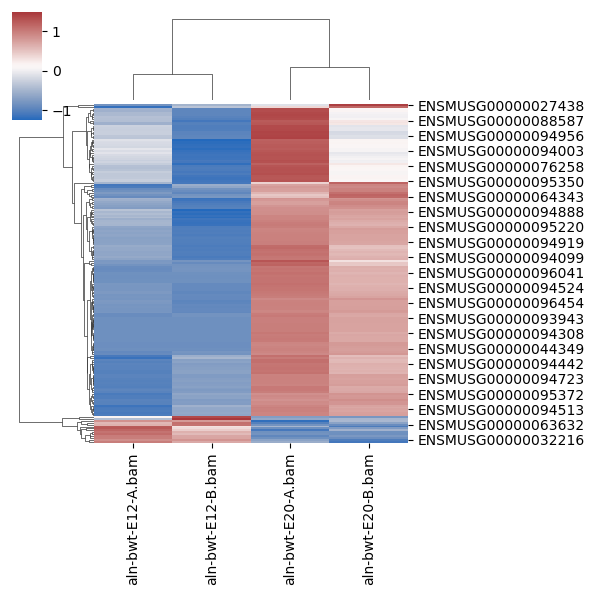 1
0
−1
ENSMUSG00000027438
ENSMUSG00000088587
ENSMUSG00000094956
ENSMUSG00000094003
ENSMUSG00000076258
ENSMUSG00000095350
ENSMUSG00000064343
ENSMUSG00000094888
ENSMUSG00000095220
ENSMUSG00000094919
ENSMUSG00000094099
ENSMUSG00000096041
ENSMUSG00000094524
ENSMUSG00000096454
ENSMUSG00000093943
ENSMUSG00000094308
ENSMUSG00000044349
ENSMUSG00000094442
ENSMUSG00000094723
ENSMUSG00000095372
ENSMUSG00000094513
ENSMUSG00000063632
ENSMUSG00000032216
aln-bwt-E12-A.bam
aln-bwt-E12-B.bam
aln-bwt-E20-A.bam
aln-bwt-E20-B.bam